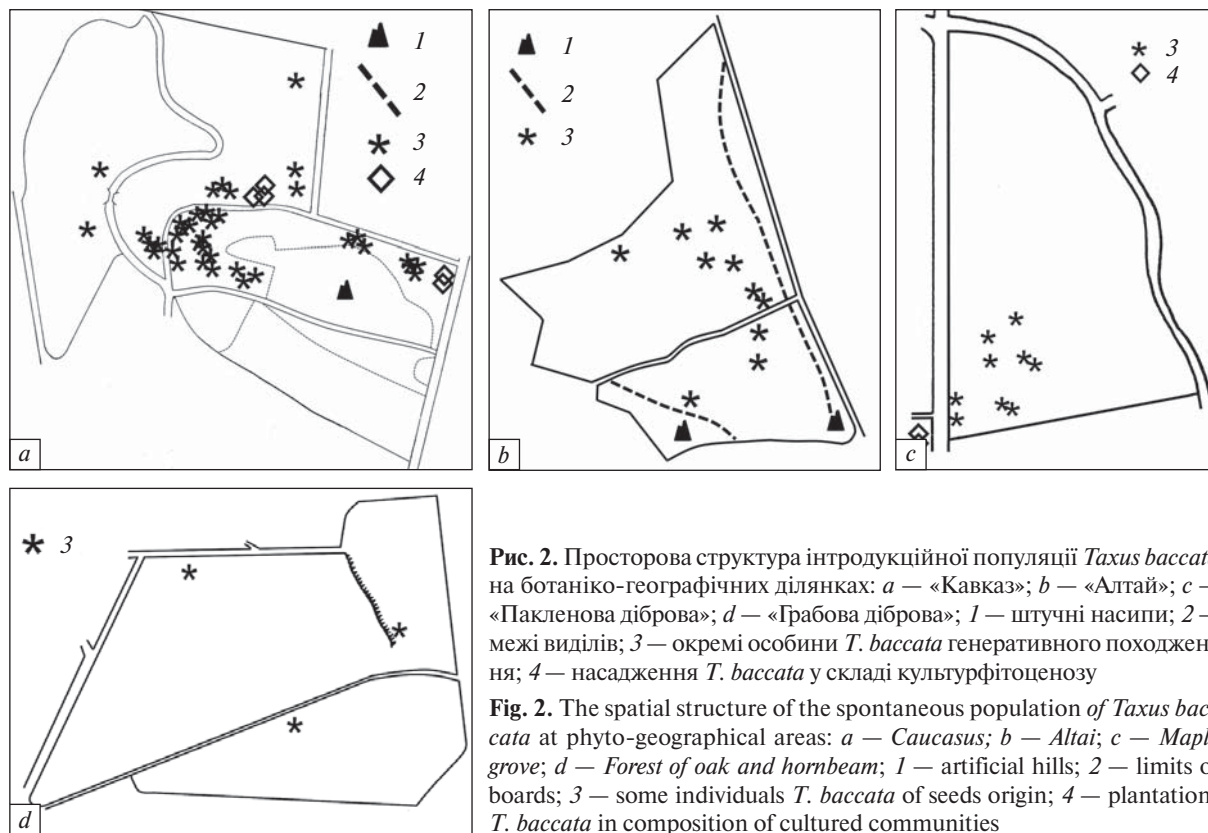 1
2
3
4
a
1
2
3
b
3
4
c
3
d
Рис. 2. Просторова структура інтродукційної популяції Taxus baccat
на ботаніко-географічних ділянках: a — «Кавказ»; b — «Алтай»; c –
«Пакленова діброва»; d — «Грабова діброва»; 1 — штучні насипи; 2 –
межі виділів; 3 — окремі особини T. baccata генеративного походжен
ня; 4 — насадження T. baccata у складі культурфітоценозу
Fig. 2. The spatial structure of the spontaneous population of Taxus bac
cata at phyto-geographical areas: a — Caucasus; b — Altai; c — Mapl
grove; d — Forest of oak and hornbeam; 1 — artificial hills; 2 — limits o
boards; 3 — some individuals T. baccata of seeds origin; 4 — plantation
T. baccata in composition of cultured communities